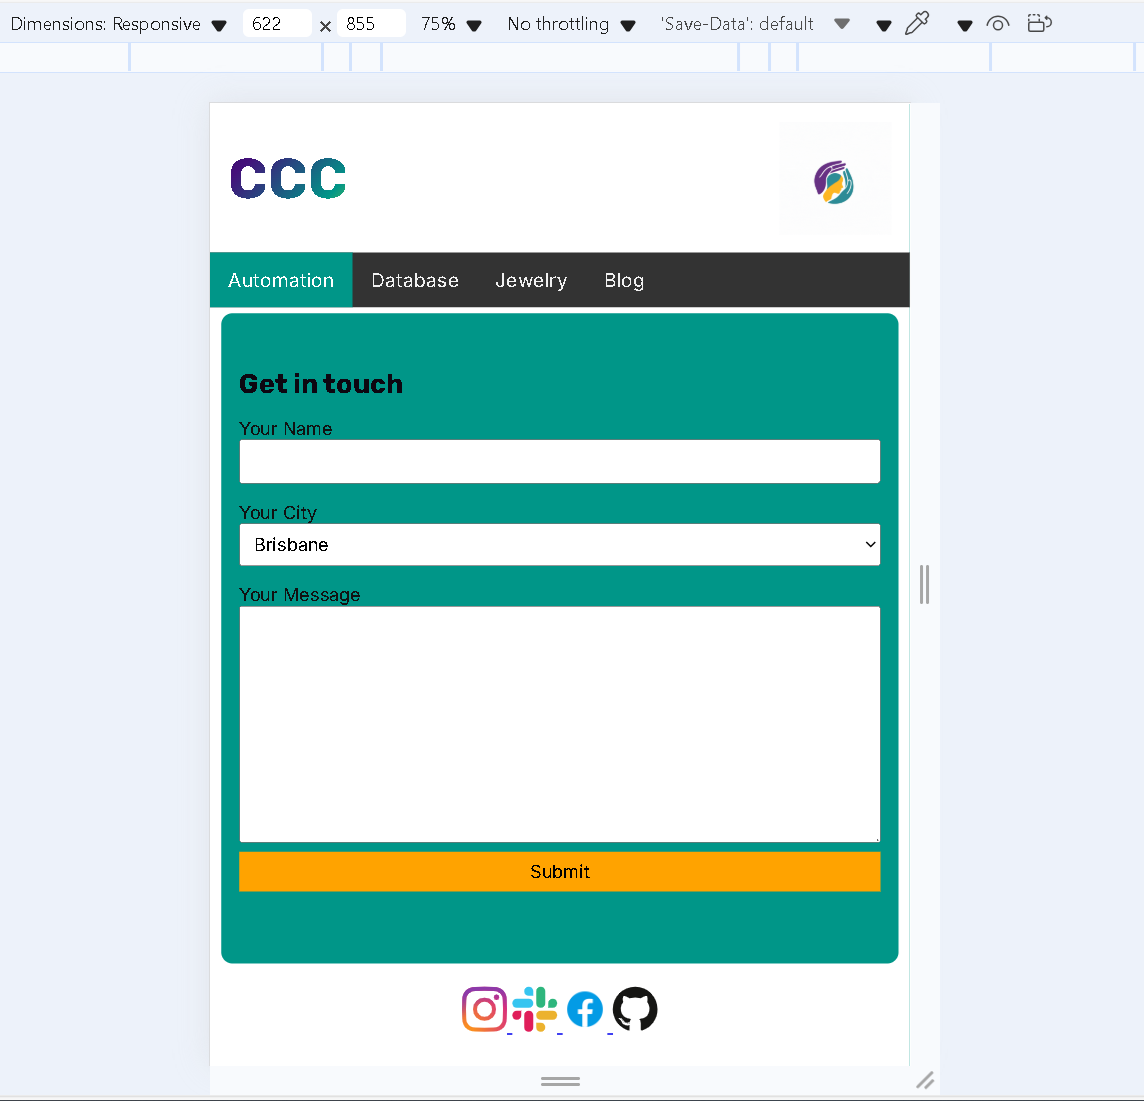 Dimensions: Responsive 622 × 855 75% No throttling 'Save-Data': default
CCC
Automation Database Jewelry Blog
Get in touch
Your Name
Your City
Brisbane
Your Message
Submit